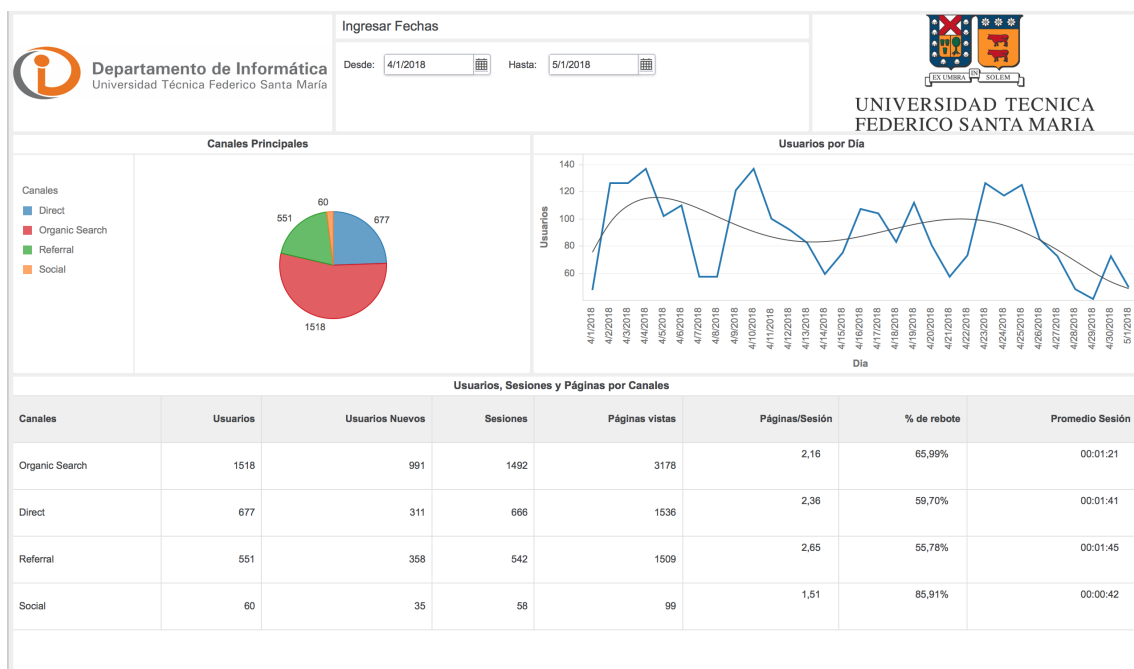 Departamento de Informática
Universidad Técnica Federico Santa María
Ingresar Fechas
Desde: 4/1/2018 Hasta: 5/1/2018
EX UMBRA IN SOLEM
UNIVERSIDAD TECNICA
FEDERICO SANTA MARIA
Canales Principales
Canales
Direct
Organic Search
Referral
Social
60
551
677
1518
Usuarios por Día
Usuarios
140
120
100
80
60
4/1/2018
4/2/2018
4/3/2018
4/4/2018
4/5/2018
4/6/2018
4/7/2018
4/8/2018
4/9/2018
4/10/2018
4/11/2018
4/12/2018
4/13/2018
4/14/2018
4/15/2018
4/16/2018
4/17/2018
4/18/2018
4/19/2018
4/20/2018
4/21/2018
4/22/2018
4/23/2018
4/24/2018
4/25/2018
4/26/2018
4/27/2018
4/28/2018
4/29/2018
4/30/2018
5/1/2018
Día
Usuarios, Sesiones y Páginas por Canales
Canales Usuarios Usuarios Nuevos Sesiones Páginas vistas Páginas/Sesión % de rebote Promedio Sesión
Organic Search 1518 991 1492 3178 2,16 65,99% 00:01:21
Direct 677 311 666 1536 2,36 59,70% 00:01:41
Referral 551 358 542 1509 2,65 55,78% 00:01:45
Social 60 35 58 99 1,51 85,91% 00:00:42